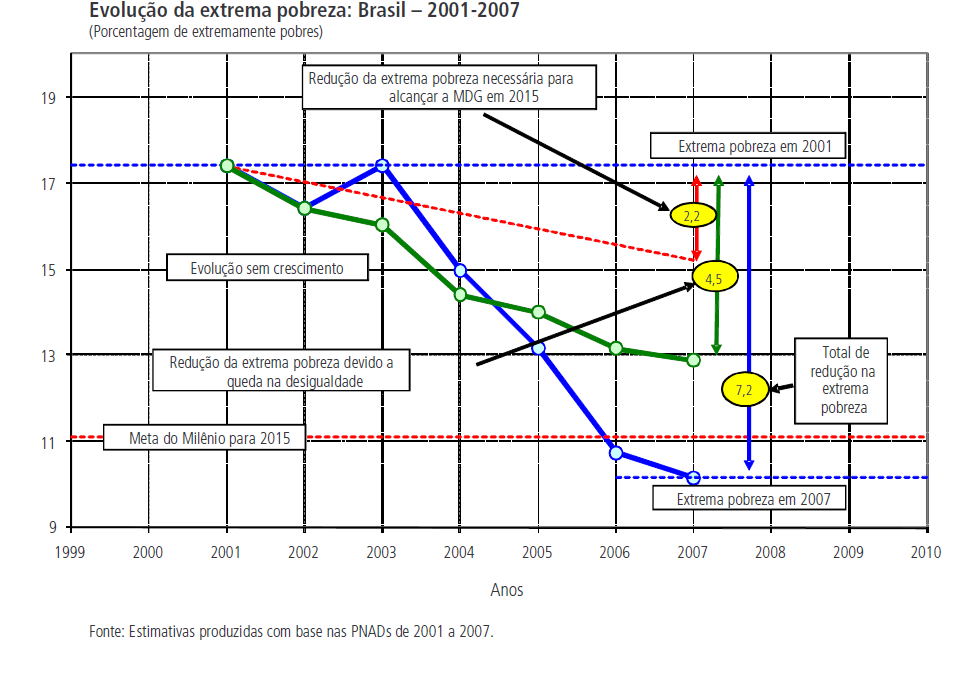 Evolução da extrema pobreza: Brasil – 2001-2007
(Porcentagem de extremamente pobres)
Redução da extrema pobreza necessária para
alcançar a MDG em 2015
19
Extrema pobreza em 2001
17
2,2
Evolução sem crescimento
15
4,5
13
Redução da extrema pobreza devido a
queda na desigualdade
Total de
redução na
extrema
pobreza
7,2
Meta do Milênio para 2015
11
Extrema pobreza em 2007
9
1999 2000 2001 2002 2003 2004 2005 2006 2007 2008 2009 2010
Anos
Fonte: Estimativas produzidas com base nas PNADs de 2001 a 2007.